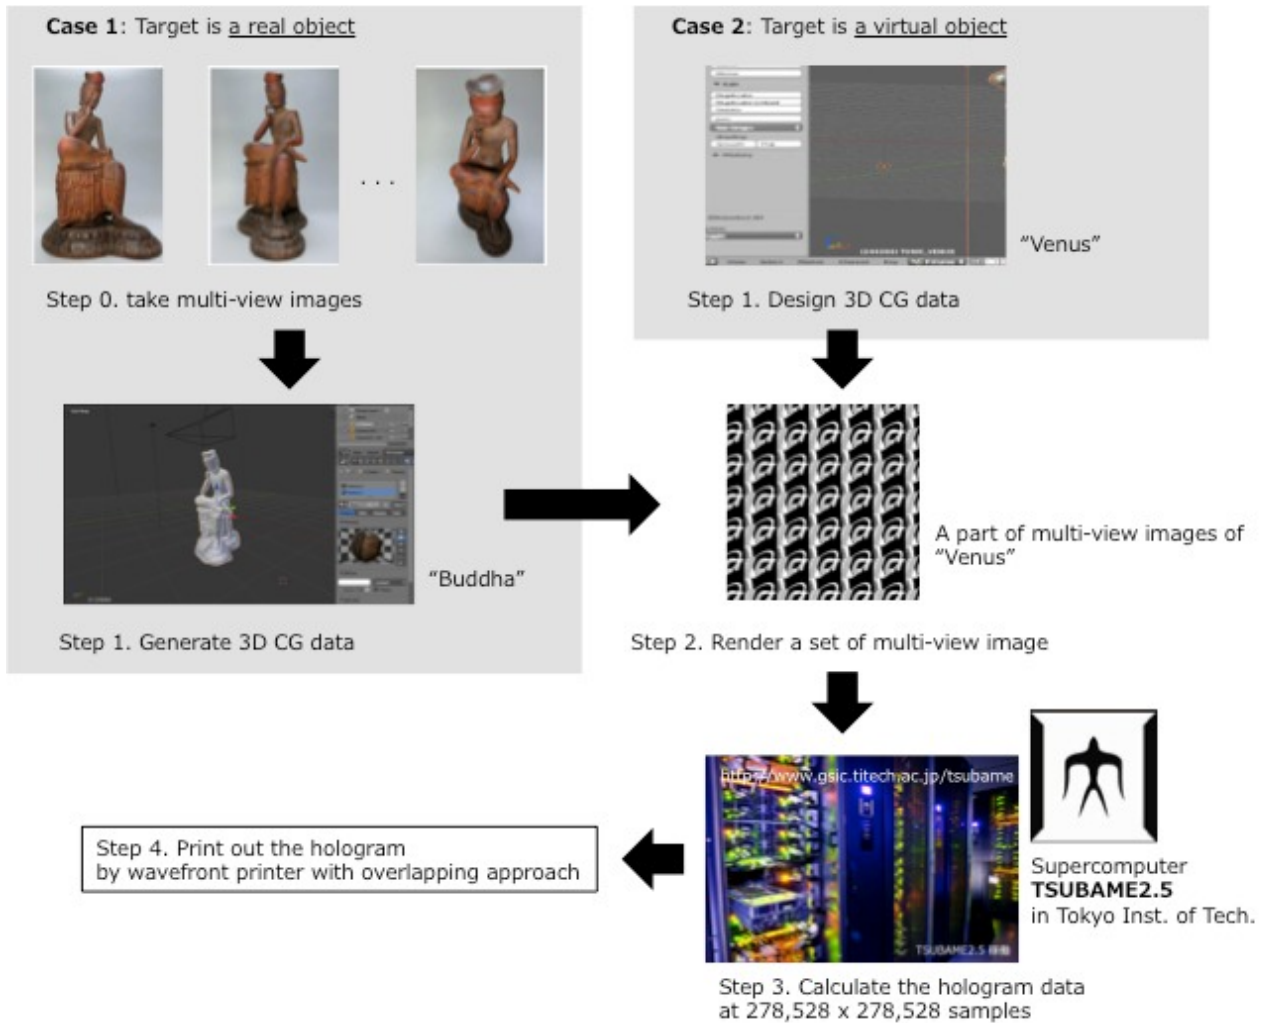 Case 1: Target is a real object
. . .
Step 0. take multi-view images
"Buddha"
Step 1. Generate 3D CG data
Case 2: Target is a virtual object
"Venus"
Step 1. Design 3D CG data
A part of multi-view images of
"Venus"
Step 2. Render a set of multi-view image
http://www.gsic.titech.ac.jp/tsubame
TSUBAME2.5
Supercomputer
TSUBAME2.5
in Tokyo Inst. of Tech.
Step 3. Calculate the hologram data
at 278,528 x 278,528 samples
Step 4. Print out the hologram
by wavefront printer with overlapping approach